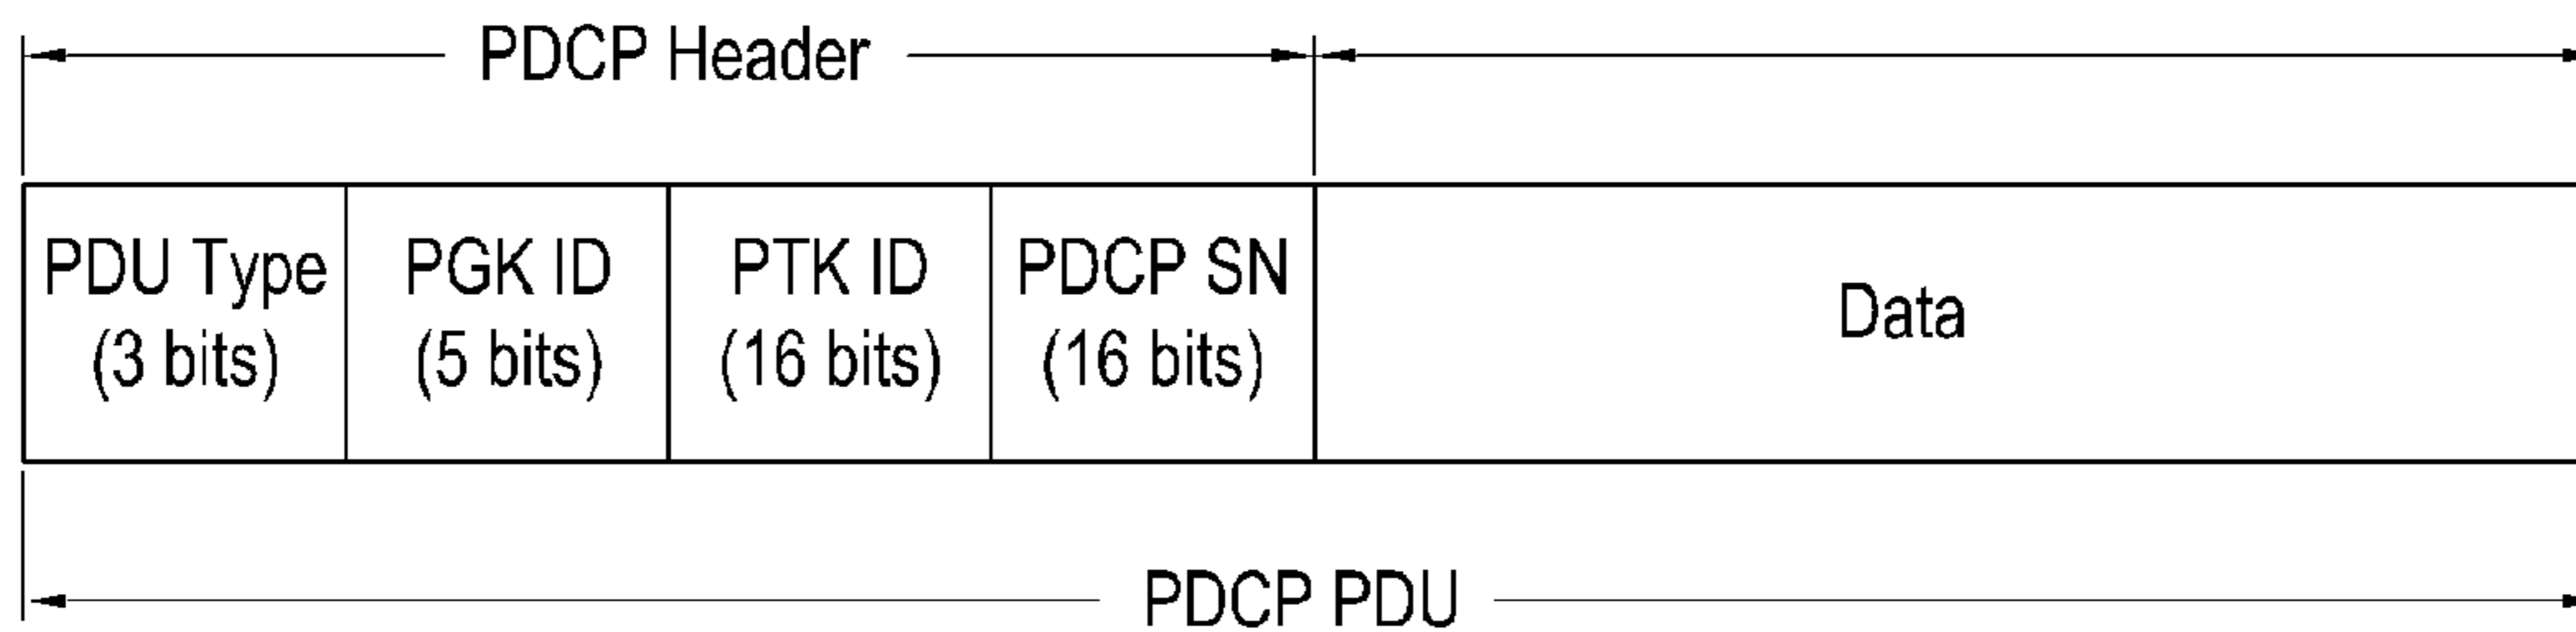 PDCP Header
PDU Type
(3 bits)
PGK ID
(5 bits)
PTK ID
(16 bits)
PDCP SN
(16 bits)
Data
PDCP PDU